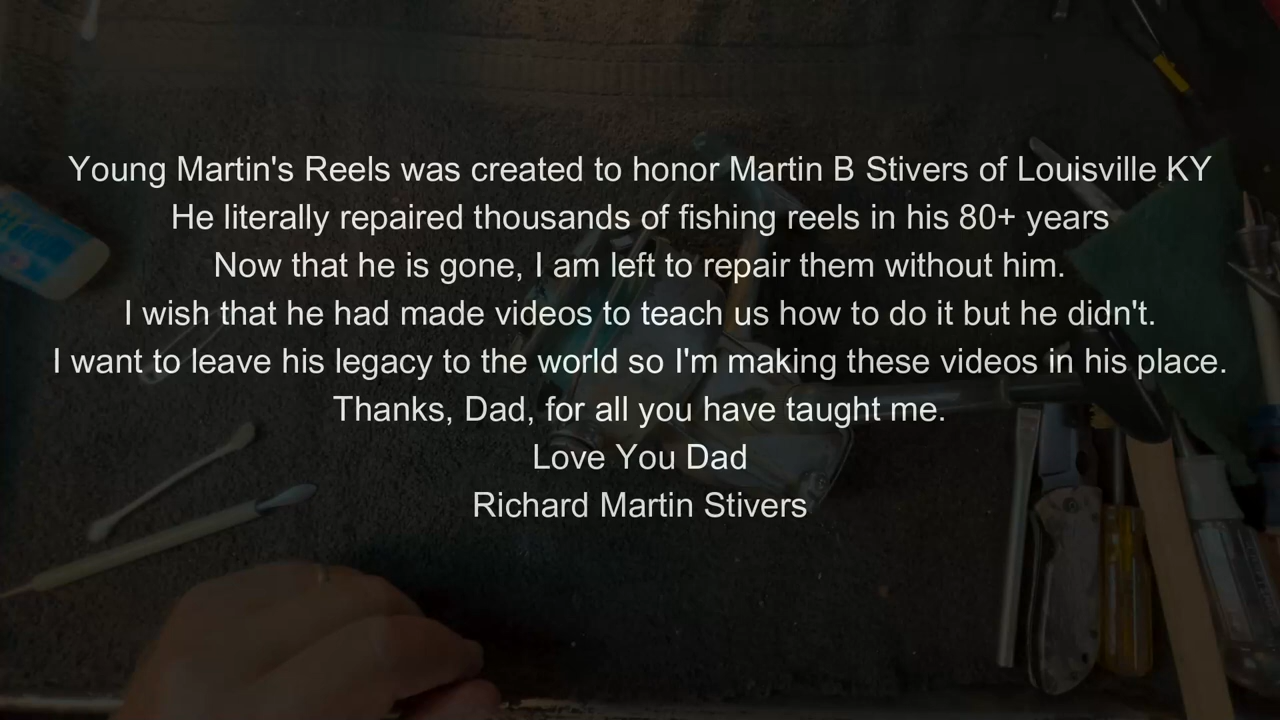 Young Martin's Reels was created to honor Martin B Stivers of Louisville KY
He literally repaired thousands of fishing reels in his 80+ years
Now that he is gone, I am left to repair them without him.
I wish that he had made videos to teach us how to do it but he didn't.
I want to leave his legacy to the world so I'm making these videos in his place.
Thanks, Dad, for all you have taught me.
Love You Dad
Richard Martin Stivers